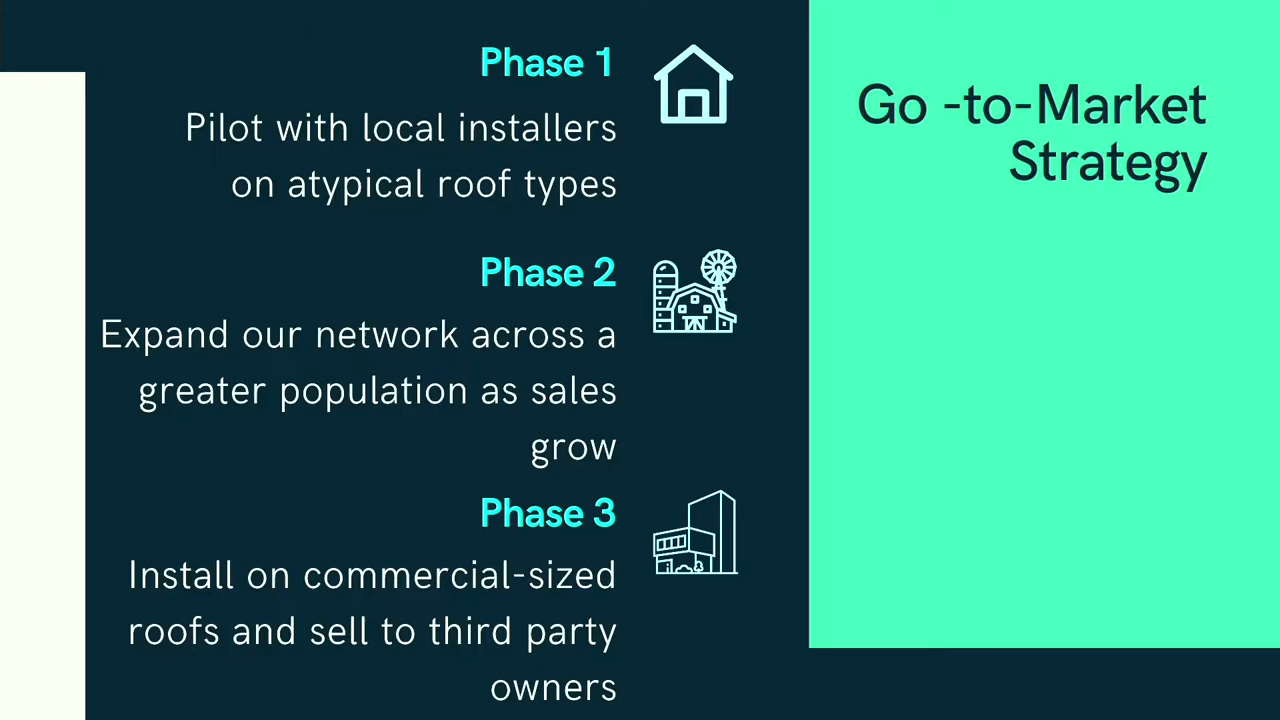 Phase 1
Pilot with local installers
on atypical roof types
Phase 2
Expand our network across a
greater population as sales
grow
Phase 3
Install on commercial-sized
roofs and sell to third party
owners
Go -to-Market
Strategy